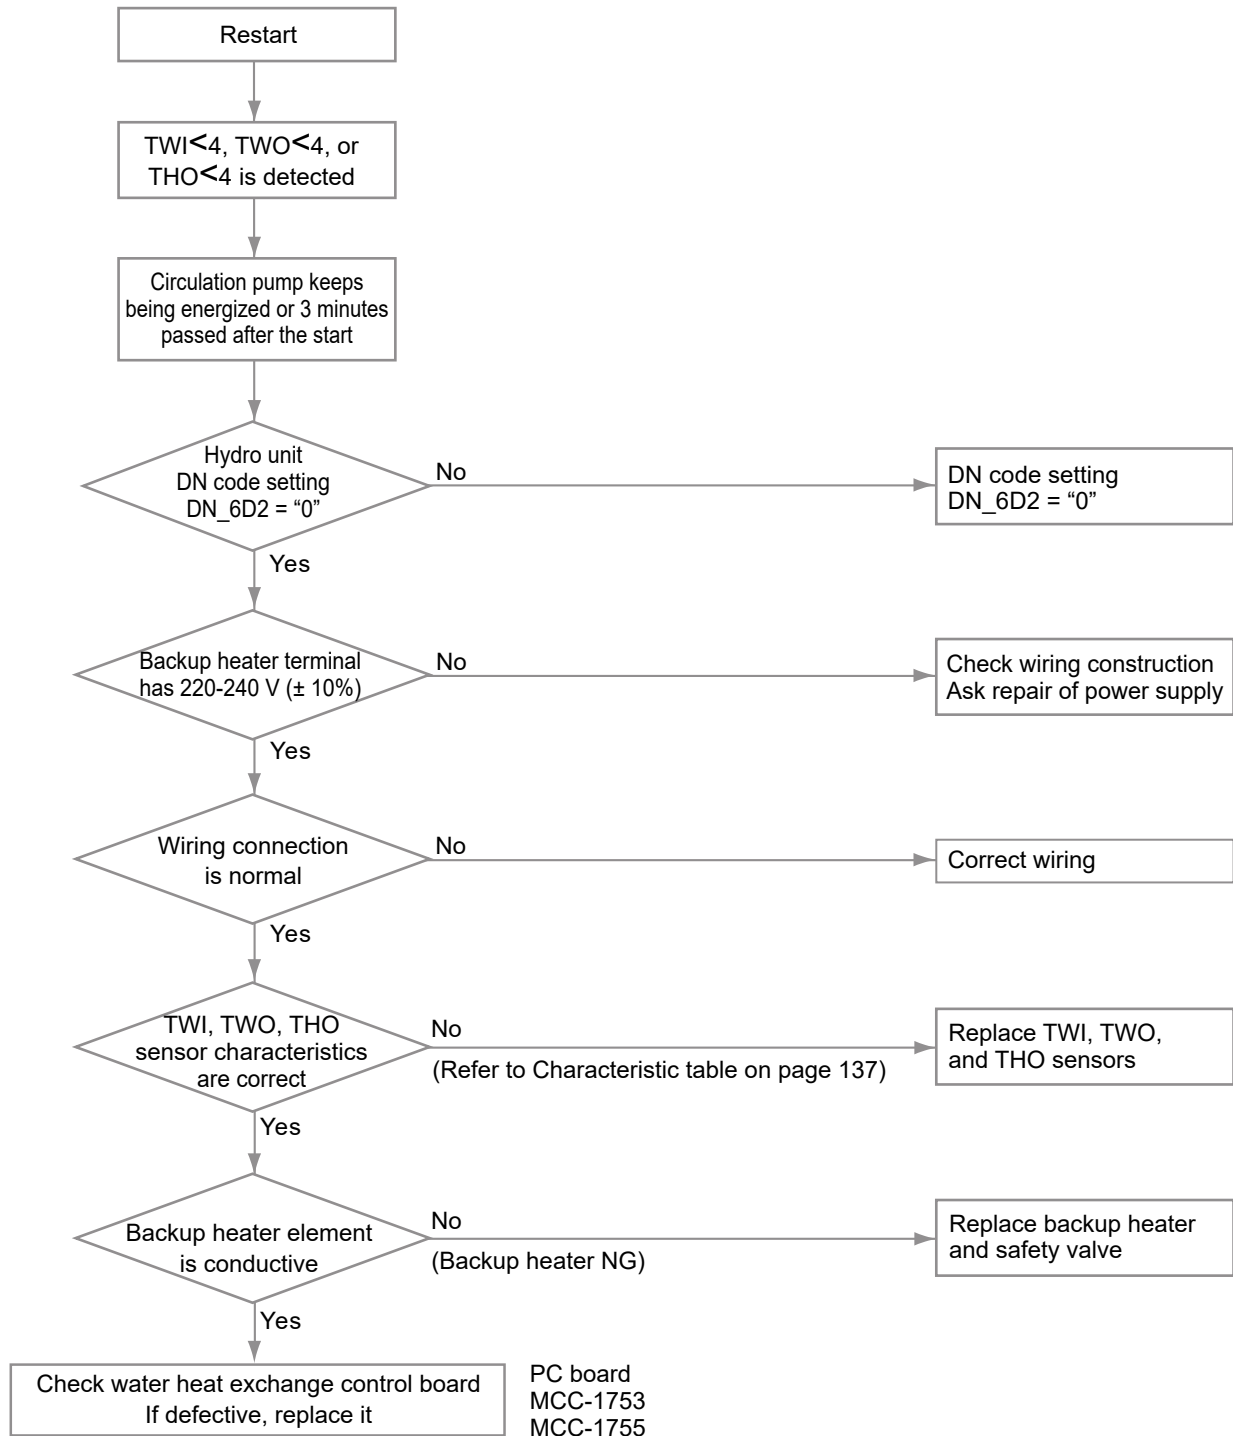 Restart
TWI<4, TWO<4, or
THO<4 is detected
Circulation pump keeps
being energized or 3 minutes
passed after the start
Hydro unit
DN code setting
DN_6D2 = “0”
No
DN code setting
DN_6D2 = “0”
Yes
Backup heater terminal
has 220-240 V (± 10%)
No
Check wiring construction
Ask repair of power supply
Yes
Wiring connection
is normal
No
Correct wiring
Yes
TWI, TWO, THO
sensor characteristics
are correct
No
(Refer to Characteristic table on page 137)
Replace TWI, TWO,
and THO sensors
Yes
Backup heater element
is conductive
No
(Backup heater NG)
Replace backup heater
and safety valve
Yes
Check water heat exchange control board
If defective, replace it
PC board
MCC-1753
MCC-1755